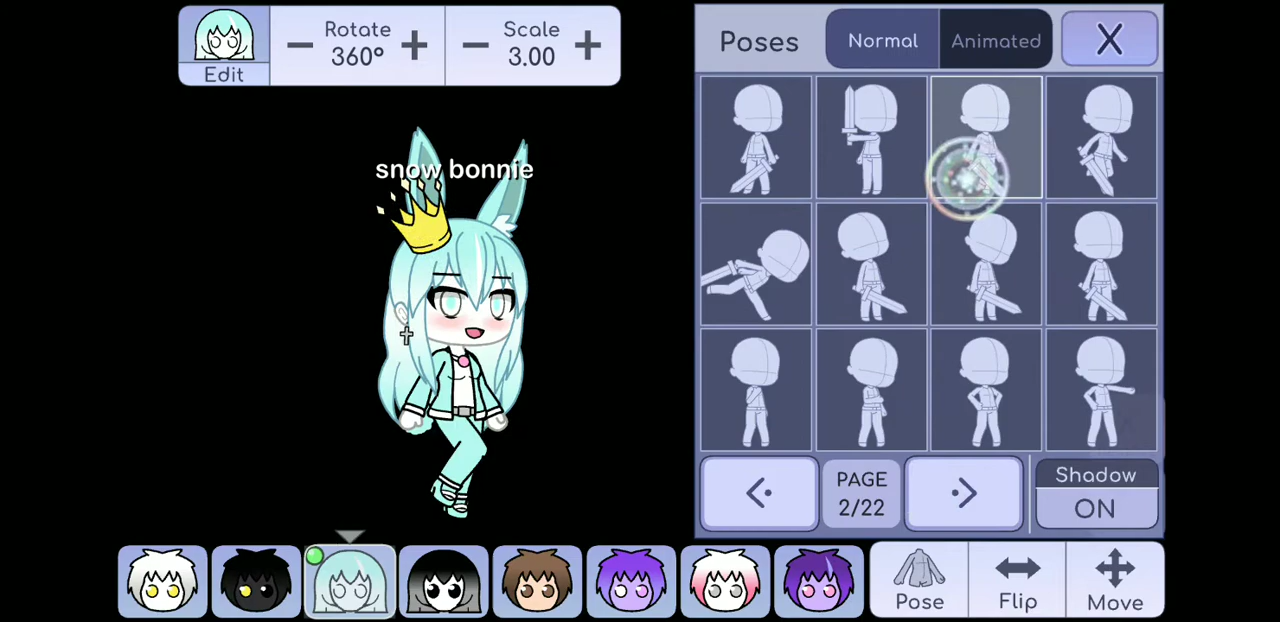 Edit
Rotate
360°
Scale
3.00
Poses
Normal
Animated
X
snow bonnie
PAGE
2/22
Shadow
ON
Pose
Flip
Move